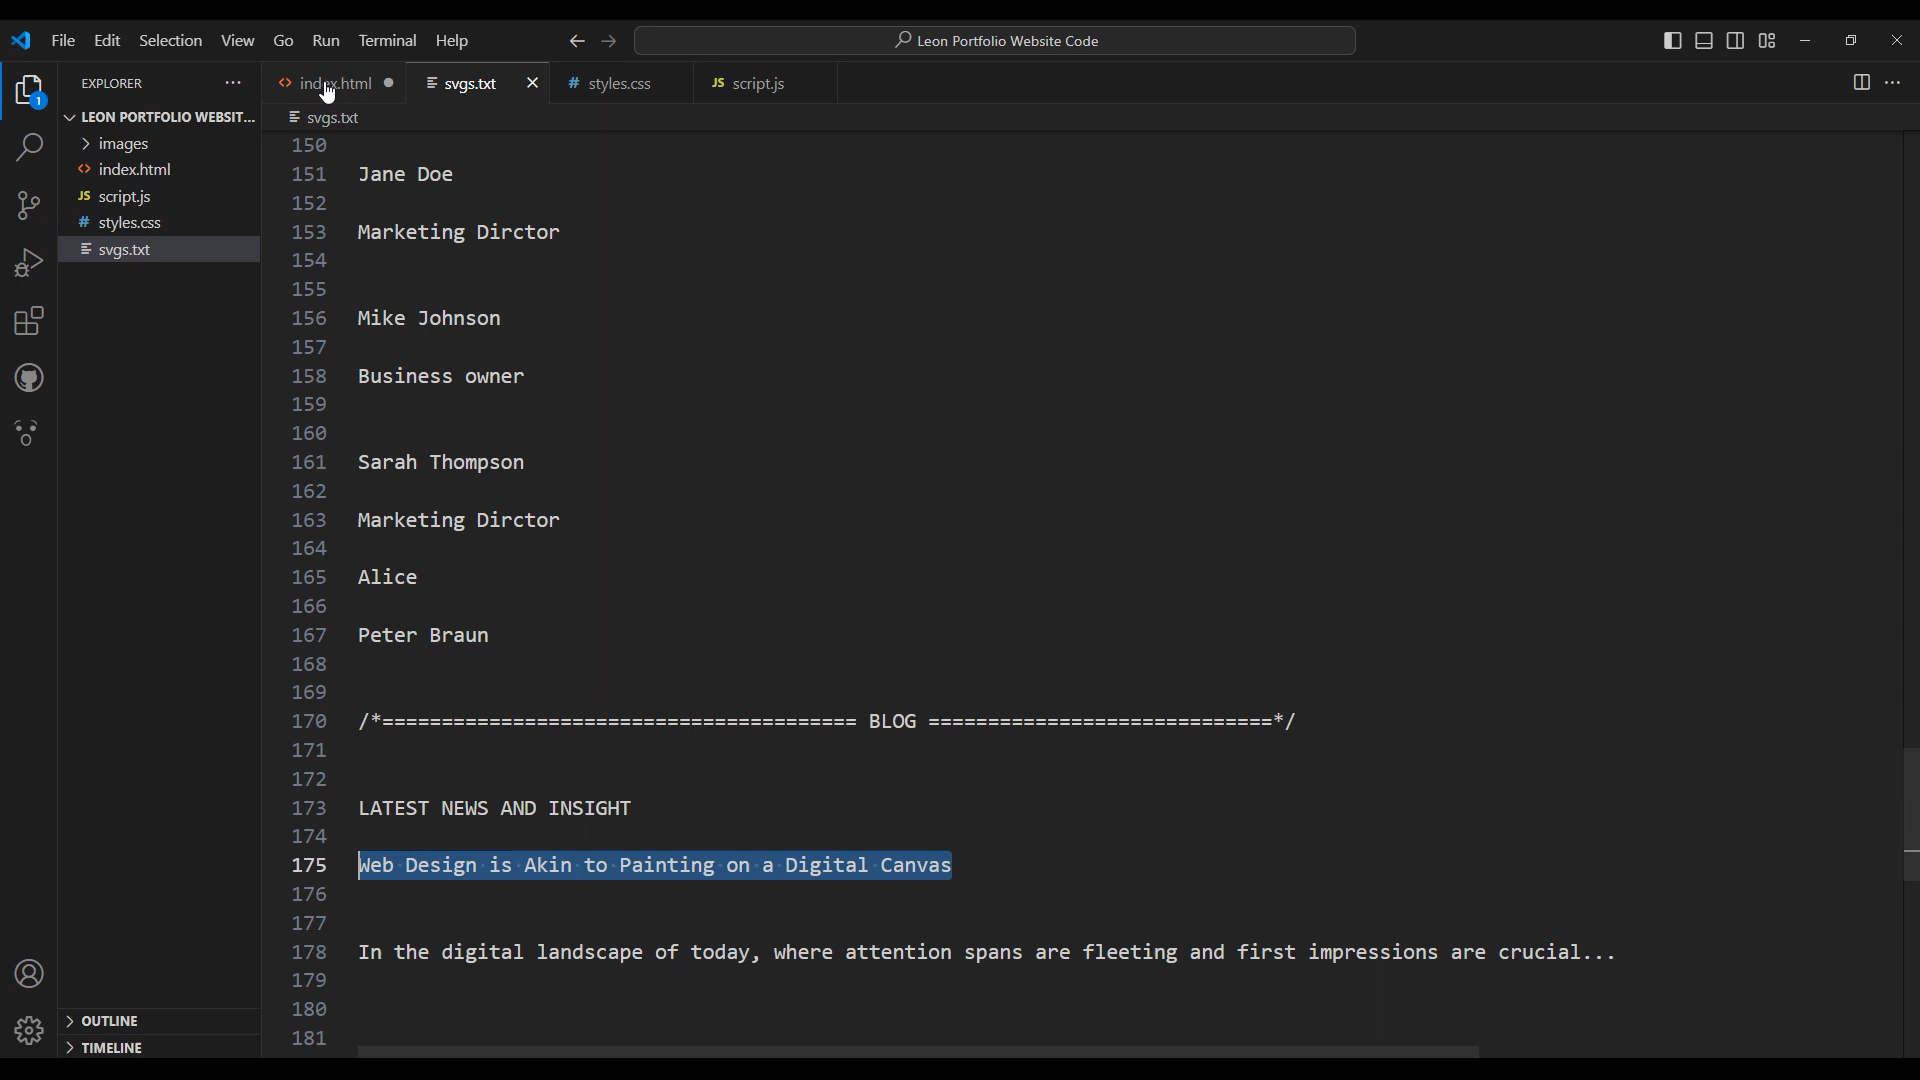 File Edit Selection View Go Run Terminal Help
Leon Portfolio Website Code
EXPLORER
1
LEON PORTFOLIO WEBSIT...
images
index.html
JS script.js
# styles.css
svgs.txt
OUTLINE
TIMELINE
<> index.html svgs.txt # styles.css JS script.js
svgs.txt
150
151 Jane Doe
152
153 Marketing Dirctor
154
155
156 Mike Johnson
157
158 Business owner
159
160
161 Sarah Thompson
162
163 Marketing Dirctor
164
165 Alice
166
167 Peter Braun
168
169
170 /*======================================== BLOG =============================*/
171
172
173 LATEST NEWS AND INSIGHT
174
175 Web Design is Akin to Painting on a Digital Canvas
176
177
178 In the digital landscape of today, where attention spans are fleeting and first impressions are crucial...
179
180
181